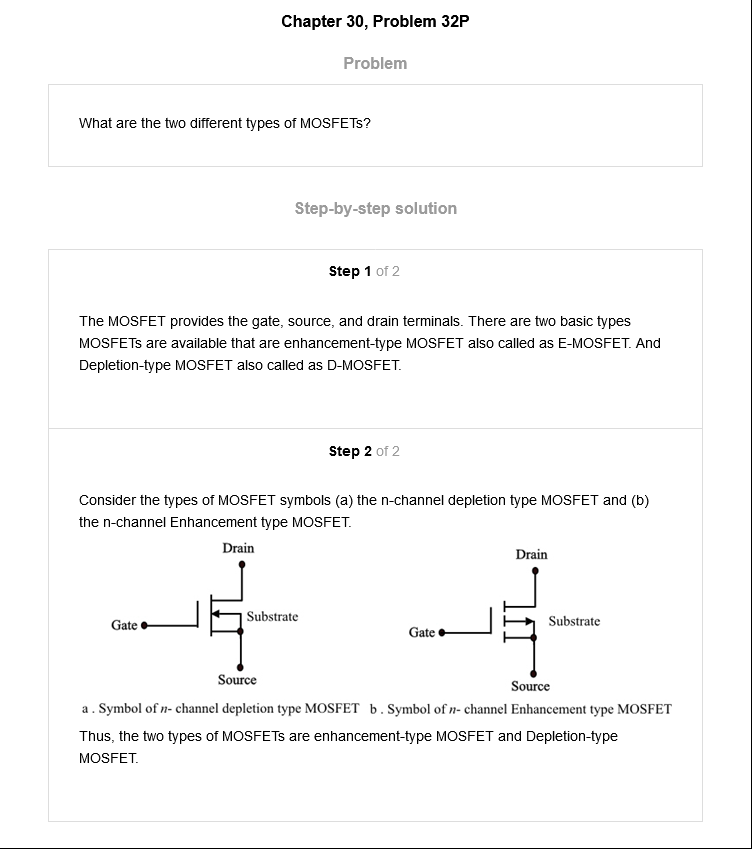 Chapter 30, Problem 32P
Problem
What are the two different types of MOSFETs?
Step-by-step solution
Step 1 of 2
The MOSFET provides the gate, source, and drain terminals. There are two basic types
MOSFETs are available that are enhancement-type MOSFET also called as E-MOSFET. And
Depletion-type MOSFET also called as D-MOSFET.
Step 2 of 2
Consider the types of MOSFET symbols (a) the n-channel depletion type MOSFET and (b)
the n-channel Enhancement type MOSFET.
Drain
Gate
Substrate
Source
a . Symbol of n- channel depletion type MOSFET
Drain
Gate
Substrate
Source
b . Symbol of n- channel Enhancement type MOSFET
Thus, the two types of MOSFETs are enhancement-type MOSFET and Depletion-type
MOSFET.